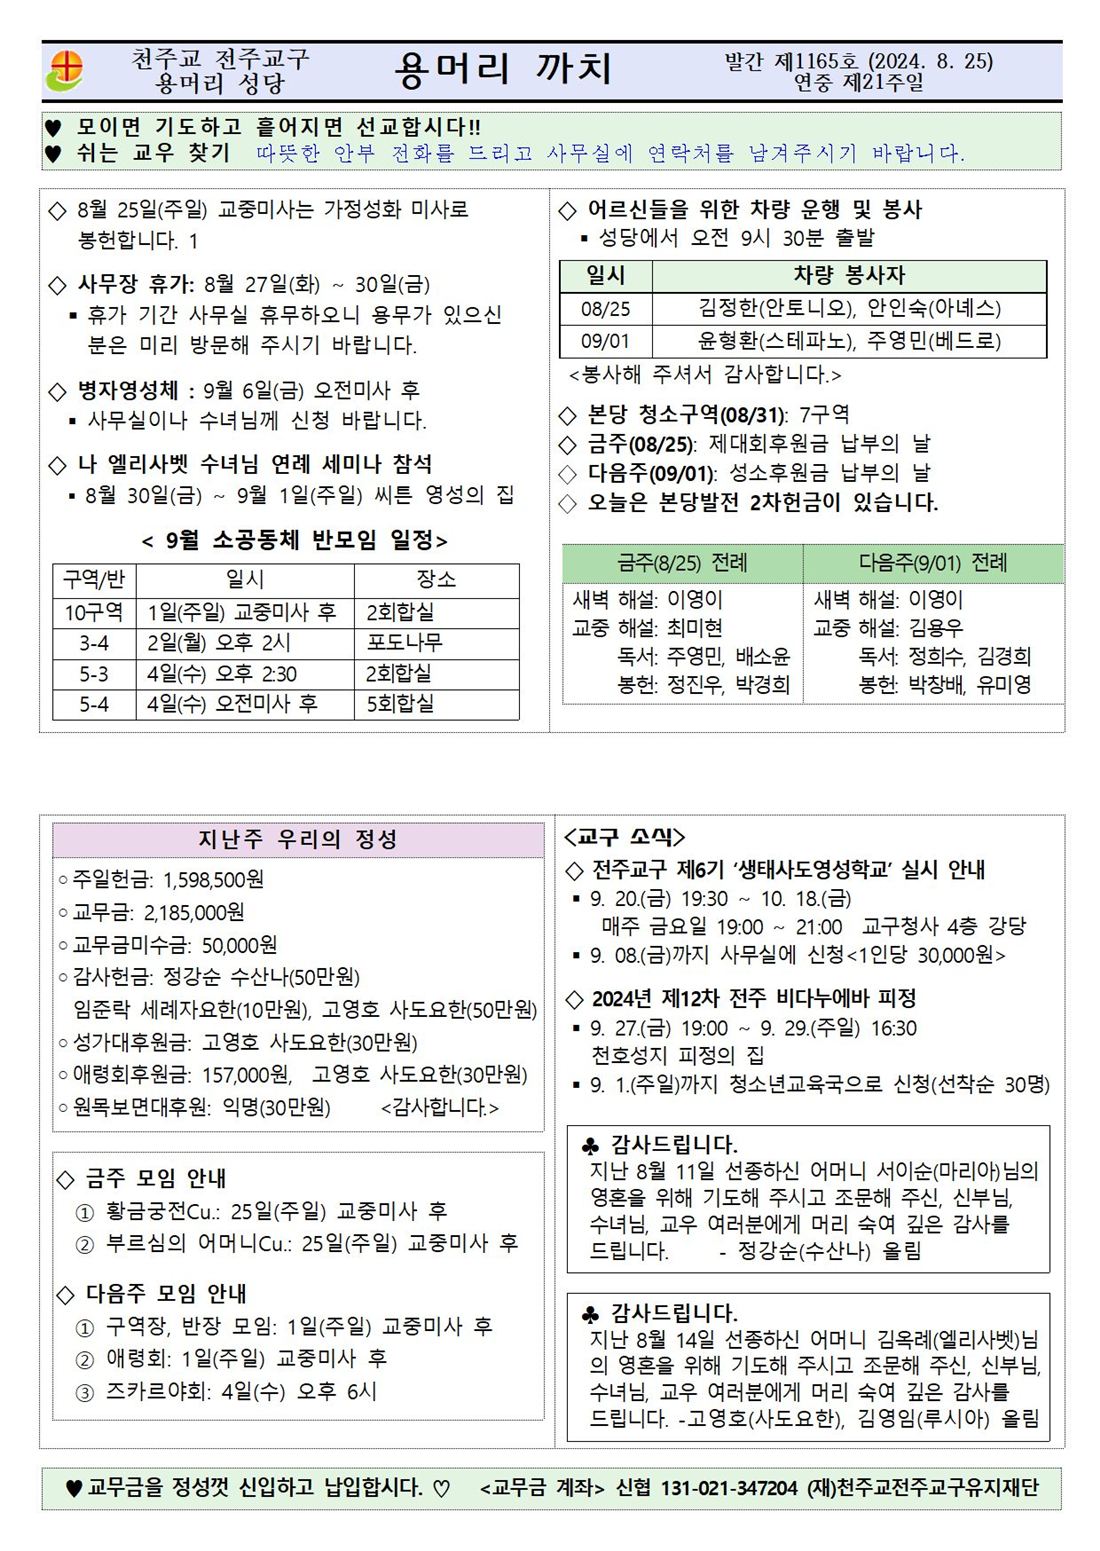 천주교 전주교구
용머리 성당
용머리 까치
발간 제1165호 (2024. 8. 25)
연중 제21주일
♥ 모이면 기도하고 흩어지면 선교합시다!!
♥ 쉬는 교우 찾기 따뜻한 안부 전화를 드리고 사무실에 연락처를 남겨주시기 바랍니다.
◇ 8월 25일(주일) 교중미사는 가정성화 미사로
봉헌합니다. 1
◇ 사무장 휴가: 8월 27일(화) ~ 30일(금)
▪ 휴가 기간 사무실 휴무하오니 용무가 있으신
분은 미리 방문해 주시기 바랍니다.
◇ 병자영성체 : 9월 6일(금) 오전미사 후
▪ 사무실이나 수녀님께 신청 바랍니다.
◇ 나 엘리사벳 수녀님 연례 세미나 참석
▪ 8월 30일(금) ~ 9월 1일(주일) 씨튼 영성의 집
< 9월 소공동체 반모임 일정>
구역/반 일시 장소
10구역 1일(주일) 교중미사 후 2회합실
3-4 2일(월) 오후 2시 포도나무
5-3 4일(수) 오후 2:30 2회합실
5-4 4일(수) 오전미사 후 5회합실
◇ 어르신들을 위한 차량 운행 및 봉사
▪ 성당에서 오전 9시 30분 출발
일시 차량 봉사자
08/25 김정한(안토니오), 안인숙(아녜스)
09/01 윤형환(스테파노), 주영민(베드로)
<봉사해 주셔서 감사합니다.>
◇ 본당 청소구역(08/31): 7구역
◇ 금주(08/25): 제대회후원금 납부의 날
◇ 다음주(09/01): 성소후원금 납부의 날
◇ 오늘은 본당발전 2차헌금이 있습니다.
금주(8/25) 전례 다음주(9/01) 전례
새벽 해설: 이영이 새벽 해설: 이영이
교중 해설: 최미현 교중 해설: 김용우
독서: 주영민, 배소윤 독서: 정희수, 김경희
봉헌: 정진우, 박경희 봉헌: 박창배, 유미영
지난주 우리의 정성
○ 주일헌금: 1,598,500원
○ 교무금: 2,185,000원
○ 교무금미수금: 50,000원
○ 감사헌금: 정강순 수산나(50만원)
임준락 세례자요한(10만원), 고영호 사도요한(50만원)
○ 성가대후원금: 고영호 사도요한(30만원)
○ 애령회후원금: 157,000원, 고영호 사도요한(30만원)
○ 원목보면대후원: 익명(30만원) <감사합니다.>
◇ 금주 모임 안내
① 황금궁전Cu.: 25일(주일) 교중미사 후
② 부르심의 어머니Cu.: 25일(주일) 교중미사 후
◇ 다음주 모임 안내
① 구역장, 반장 모임: 1일(주일) 교중미사 후
② 애령회: 1일(주일) 교중미사 후
③ 즈카르야회: 4일(수) 오후 6시
<교구 소식>
◇ 전주교구 제6기 ‘생태사도영성학교’ 실시 안내
▪ 9. 20.(금) 19:30 ~ 10. 18.(금)
매주 금요일 19:00 ~ 21:00 교구청사 4층 강당
▪ 9. 08.(금)까지 사무실에 신청<1인당 30,000원>
◇ 2024년 제12차 전주 비다누에바 피정
▪ 9. 27.(금) 19:00 ~ 9. 29.(주일) 16:30
천호성지 피정의 집
▪ 9. 1.(주일)까지 청소년교육국으로 신청(선착순 30명)
♣ 감사드립니다.
지난 8월 11일 선종하신 어머니 서이순(마리아)님의
영혼을 위해 기도해 주시고 조문해 주신, 신부님,
수녀님, 교우 여러분에게 머리 숙여 깊은 감사를
드립니다. - 정강순(수산나) 올림
♣ 감사드립니다.
지난 8월 14일 선종하신 어머니 김옥례(엘리사벳)님
의 영혼을 위해 기도해 주시고 조문해 주신, 신부님,
수녀님, 교우 여러분에게 머리 숙여 깊은 감사를
드립니다. -고영호(사도요한), 김영임(루시아) 올림
♥ 교무금을 정성껏 신입하고 납입합시다. ♡ <교무금 계좌> 신협 131-021-347204 (재)천주교전주교구유지재단